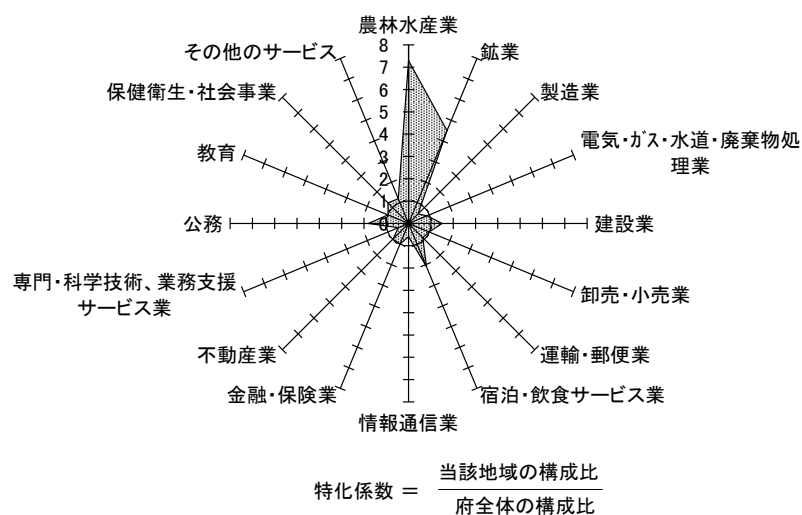 農林水産業
鉱業
製造業
電気・ガス・水道・廃棄物処
理業
建設業
卸売・小売業
運輸・郵便業
宿泊・飲食サービス業
情報通信業
金融・保険業
不動産業
専門・科学技術、業務支援
サービス業
公務
教育
保健衛生・社会事業
その他のサービス
8
7
6
5
4
3
2
1
0
特化係数 = 当該地域の構成比
府全体の構成比